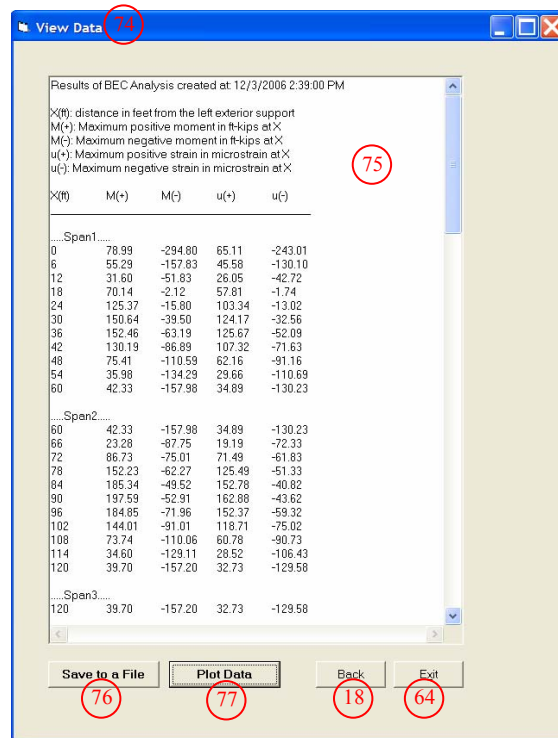 View Data 74
Results of BEC Analysis created at: 12/3/2006 2:39:00 PM
X(ft): distance in feet from the left exterior support
M(+): Maximum positive moment in ft-kips at X
M(-): Maximum negative moment in ft-kips at X
u(+): Maximum positive strain in microstrain at X
u(-): Maximum negative strain in microstrain at X
75
X(ft) M(+) M(-) u(+) u(-)
.....Span1.....
0 78.99 -294.80 65.11 -243.01
6 55.29 -157.83 45.58 -130.10
12 31.60 -51.83 26.05 -42.72
18 70.14 -2.12 57.81 -1.74
24 125.37 -15.80 103.34 -13.02
30 150.64 -39.50 124.17 -32.56
36 152.46 -63.19 125.67 -52.09
42 130.19 -86.89 107.32 -71.63
48 75.41 -110.59 62.16 -91.16
54 35.98 -134.29 29.66 -110.69
60 42.33 -157.98 34.89 -130.23
.....Span2.....
60 42.33 -157.98 34.89 -130.23
66 23.28 -87.75 19.19 -72.33
72 86.73 -75.01 71.49 -61.83
78 152.23 -62.27 125.49 -51.33
84 185.34 -49.52 152.78 -40.82
90 197.59 -52.91 162.88 -43.62
96 184.85 -71.96 152.37 -59.32
102 144.01 -91.01 118.71 -75.02
108 73.74 -110.06 60.78 -90.73
114 34.60 -129.11 28.52 -106.43
120 39.70 -157.20 32.73 -129.58
.....Span3.....
120 39.70 -157.20 32.73 -129.58
Save to a File Plot Data Back Exit
76 77 18 64